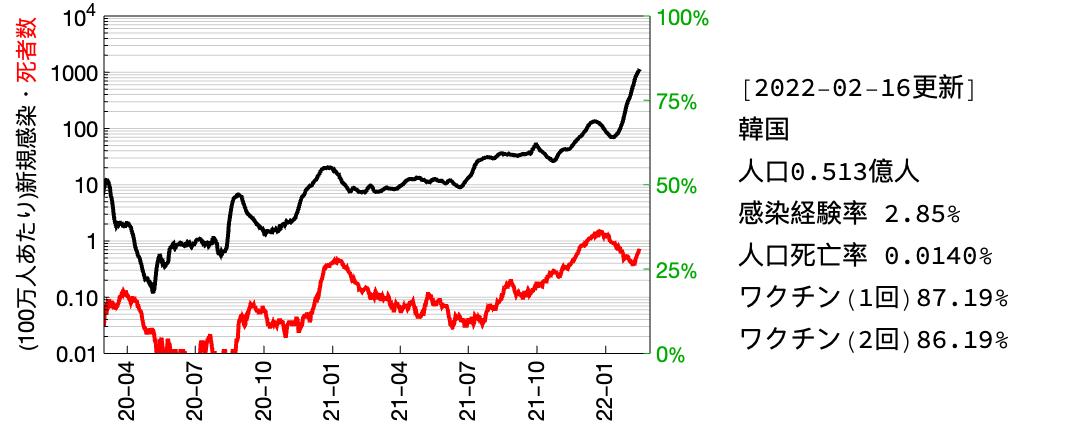 (100万人あたり)新規感染・死者数
10⁴
1000
100
10
1
0.10
0.01
100%
75%
50%
25%
0%
20-04
20-07
20-10
21-01
21-04
21-07
21-10
22-01
[2022-02-16更新]
韓国
人口0.513億人
感染経験率 2.85%
人口死亡率 0.0140%
ワクチン(1回)87.19%
ワクチン(2回)86.19%